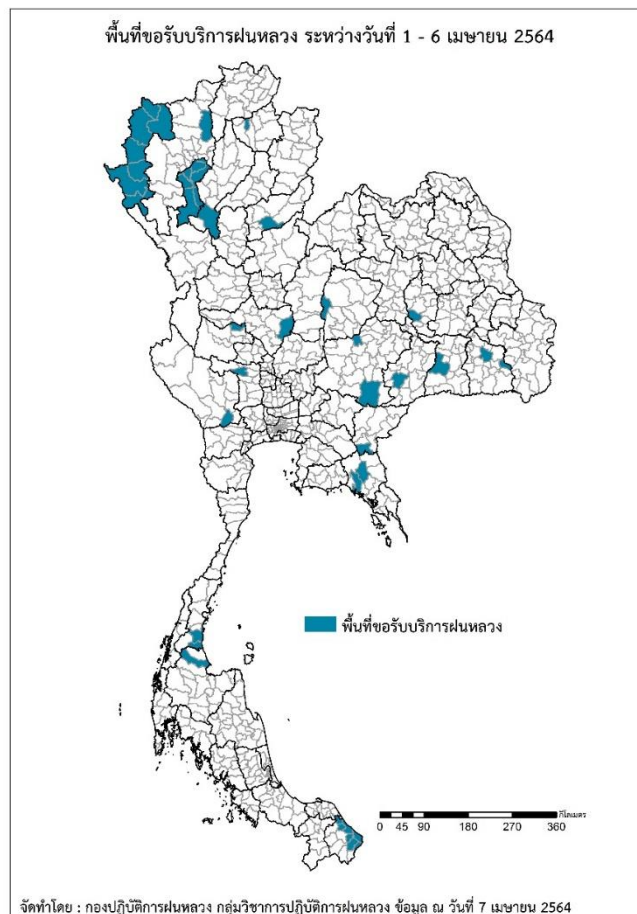 พื้นที่ขอรับบริการฝนหลวง ระหว่างวันที่ 1 - 6 เมษายน 2564
พื้นที่ขอรับบริการฝนหลวง
กิโลเมตร
0 45 90 180 270 360
จัดทำโดย : กองปฏิบัติการฝนหลวง กลุ่มวิชาการปฏิบัติการฝนหลวง ข้อมูล ณ วันที่ 7 เมษายน 2564